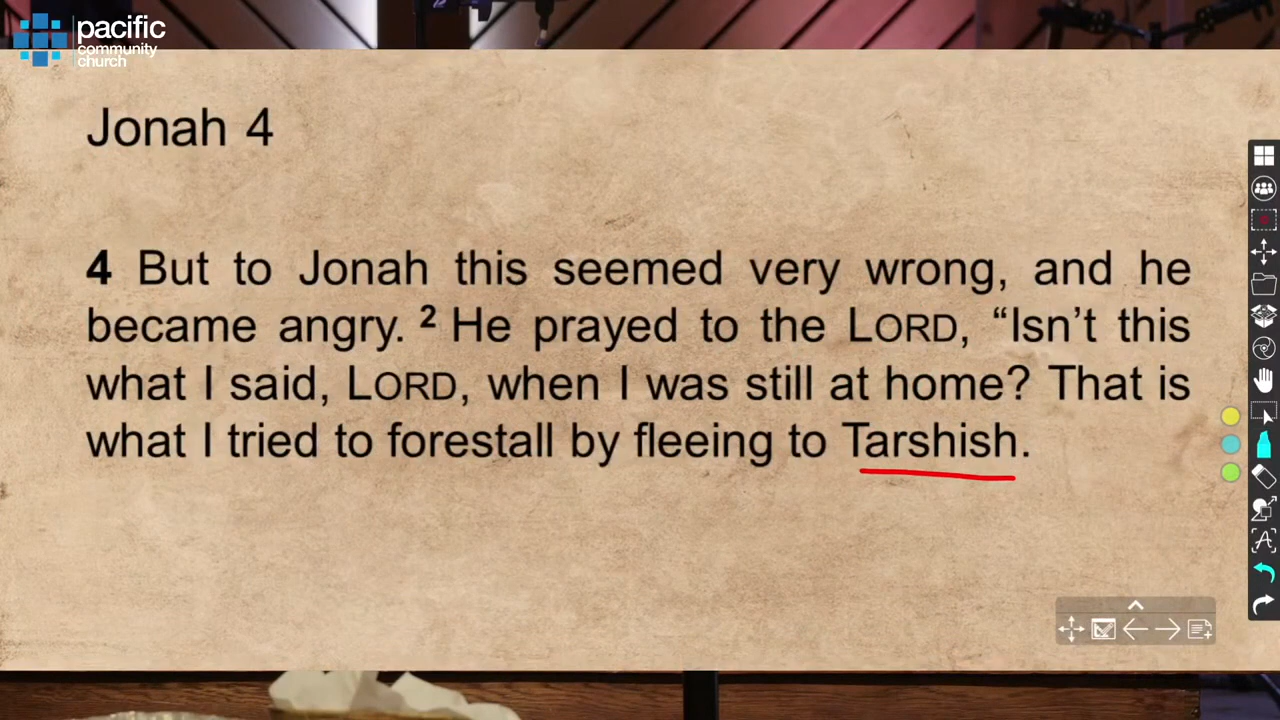 pacific
community
church
Jonah 4
4 But to Jonah this seemed very wrong, and he
became angry. 2 He prayed to the LORD, “Isn’t this
what I said, LORD, when I was still at home? That is
what I tried to forestall by fleeing to Tarshish.